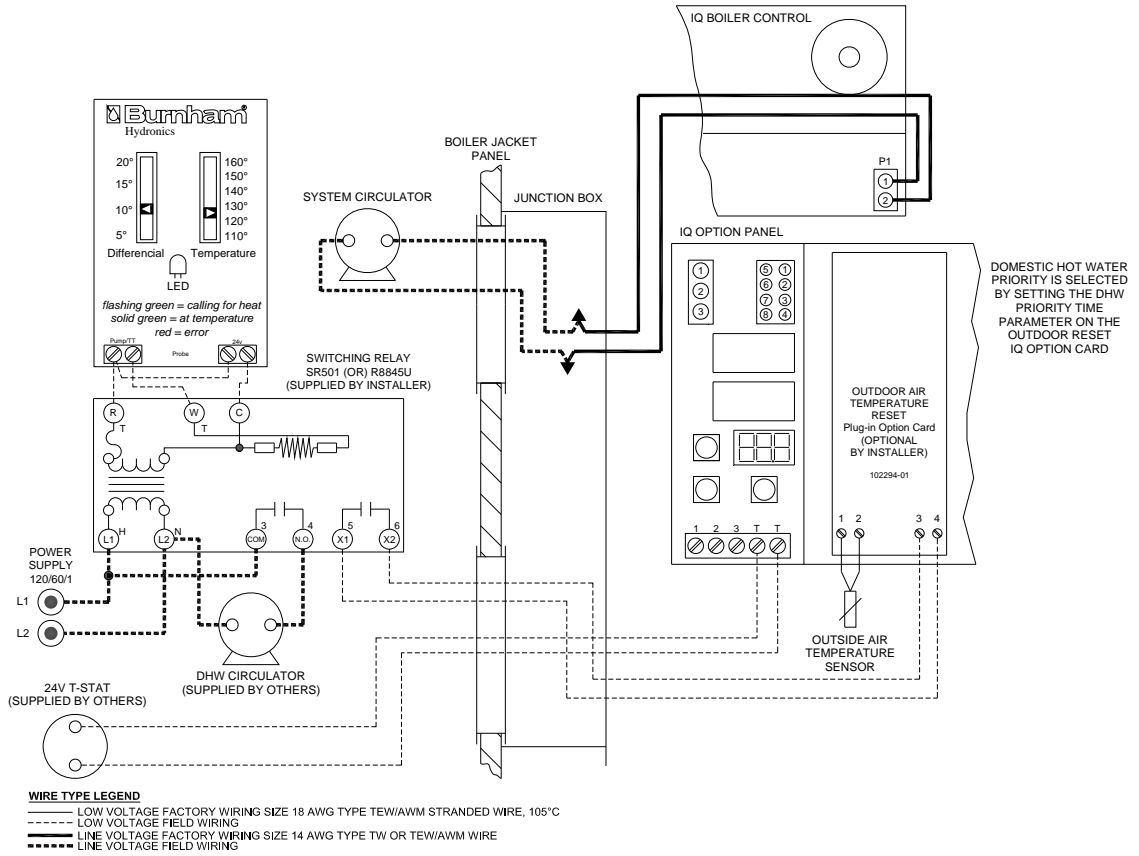 IQ BOILER CONTROL
P1
1
2
Burnham®
Hydronics
20°
15°
10°
5°
160°
150°
140°
130°
120°
110°
Differencial
Temperature
LED
flashing green = calling for heat
solid green = at temperature
red = error
Pump/TT
Probe
24v
BOILER JACKET
PANEL
SYSTEM CIRCULATOR
JUNCTION BOX
IQ OPTION PANEL
1
2
3
5 1
6 2
7 3
8 4
DOMESTIC HOT WATER
PRIORITY IS SELECTED
BY SETTING THE DHW
PRIORITY TIME
PARAMETER ON THE
OUTDOOR RESET
IQ OPTION CARD
SWITCHING RELAY
SR501 (OR) R8845U
(SUPPLIED BY INSTALLER)
OUTDOOR AIR
TEMPERATURE
RESET
Plug-in Option Card
(OPTIONAL
BY INSTALLER)
102294-01
R
T
W
T
C
L1
H
L2
N
COM
3
N.O.
4
X1
5
X2
6
1 2 3 T T
1 2 3 4
POWER
SUPPLY
120/60/1
L1
L2
DHW CIRCULATOR
(SUPPLIED BY OTHERS)
OUTSIDE AIR
TEMPERATURE
SENSOR
24V T-STAT
(SUPPLIED BY OTHERS)
WIRE TYPE LEGEND
LOW VOLTAGE FACTORY WIRING SIZE 18 AWG TYPE TEW/AWM STRANDED WIRE, 105°C
LOW VOLTAGE FIELD WIRING
LINE VOLTAGE FACTORY WIRING SIZE 14 AWG TYPE TW OR TEW/AWM WIRE
LINE VOLTAGE FIELD WIRING